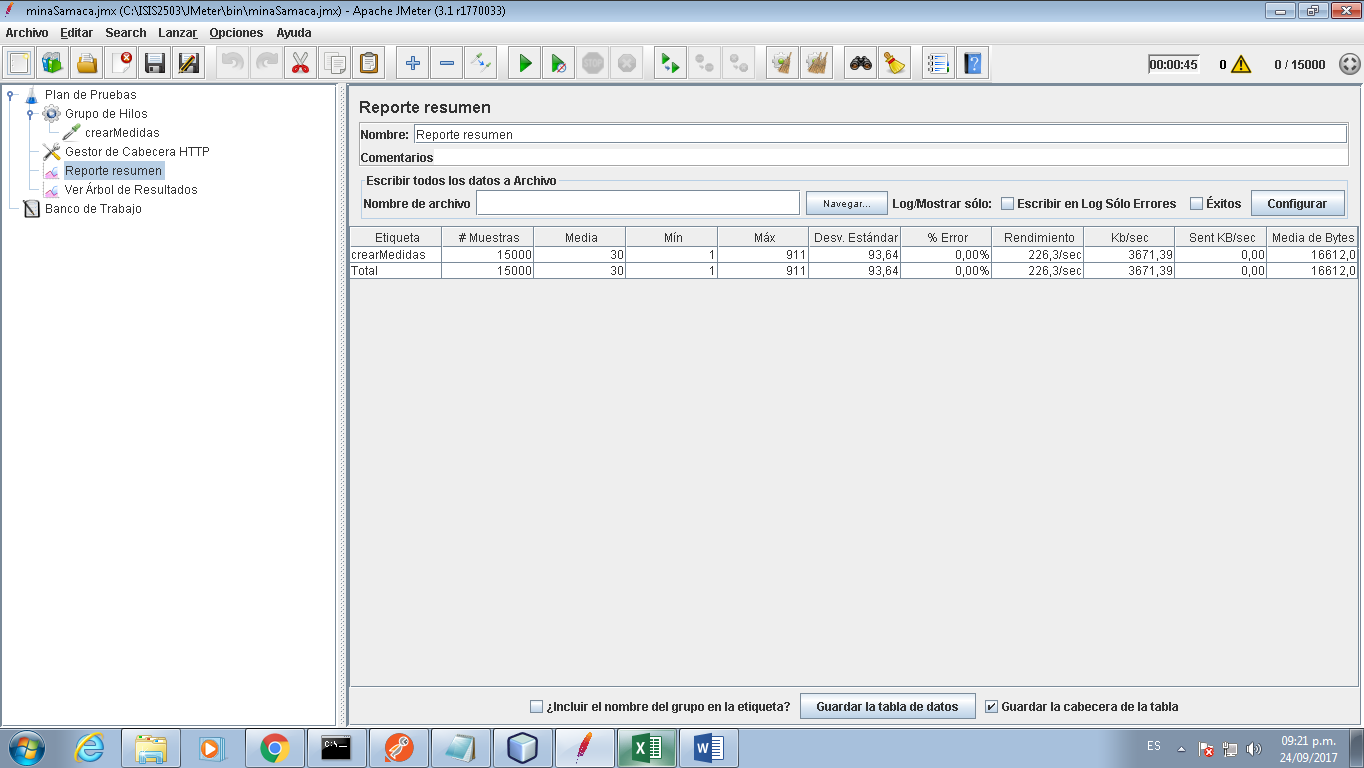 minaSamaca.jmx (C:\ISIS2503\JMeter\bin\minaSamaca.jmx) - Apache JMeter (3.1 r1770033)
Archivo Editar Search Lanzar Opciones Ayuda
STOP 00:00:45 0 0 / 15000
Plan de Pruebas
Grupo de Hilos
crearMedidas
Gestor de Cabecera HTTP
Reporte resumen
Ver Árbol de Resultados
Banco de Trabajo
Reporte resumen
Nombre: Reporte resumen
Comentarios
Escribir todos los datos a Archivo
Nombre de archivo Navegar... Log/Mostrar sólo: Escribir en Log Sólo Errores Éxitos Configurar
Etiqueta # Muestras Media Mín Máx Desv. Estándar % Error Rendimiento Kb/sec Sent KB/sec Media de Bytes
crearMedidas 15000 30 1 911 93,64 0,00% 226,3/sec 3671,39 0,00 16612,0
Total 15000 30 1 911 93,64 0,00% 226,3/sec 3671,39 0,00 16612,0
¿Incluir el nombre del grupo en la etiqueta? Guardar la tabla de datos Guardar la cabecera de la tabla
C:\_
ES 09:21 p.m.
24/09/2017